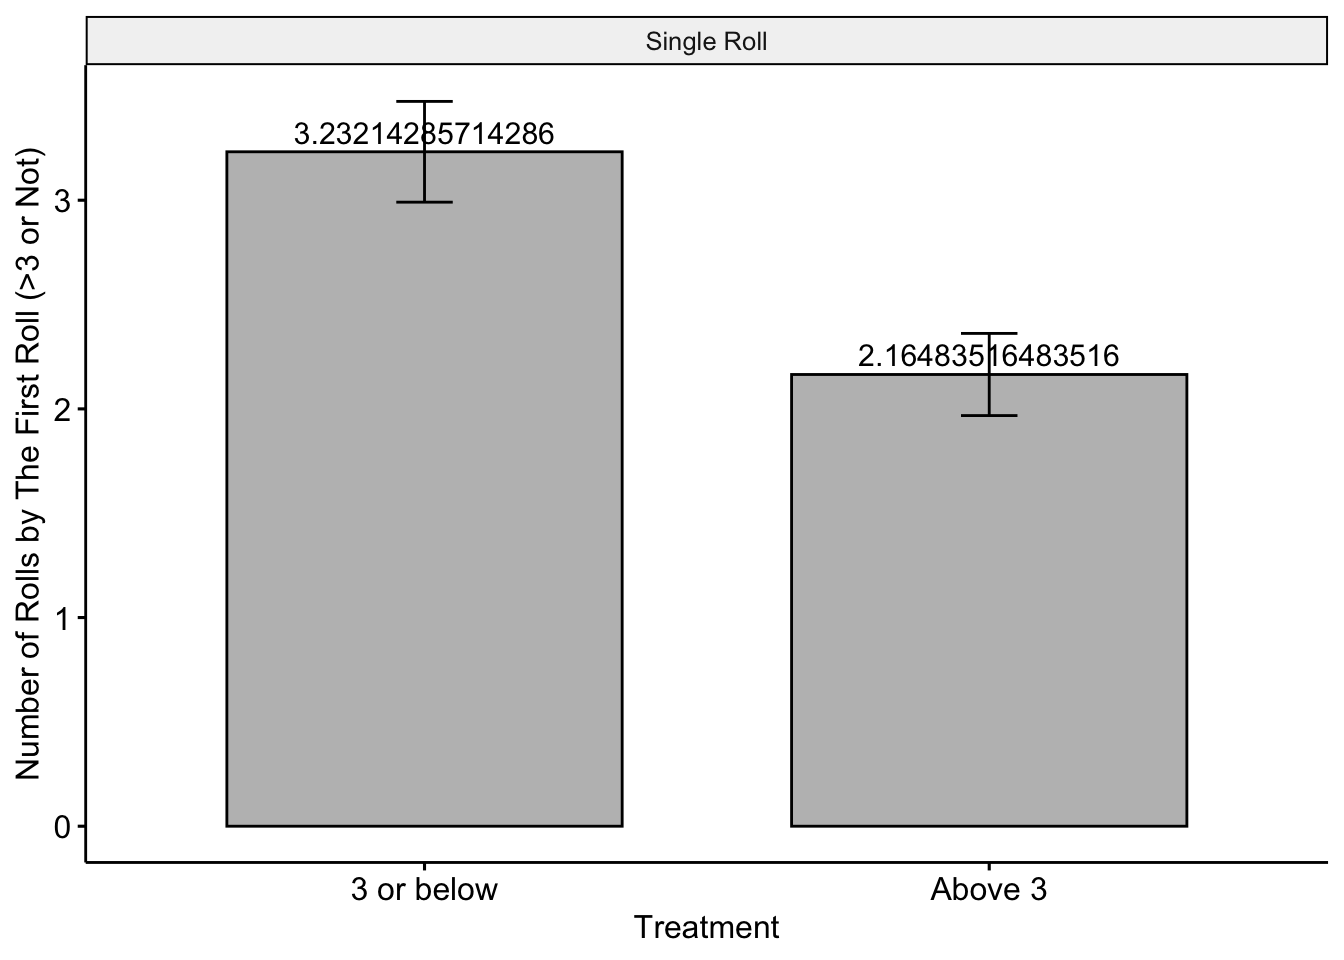 Single Roll
Number of Rolls by The First Roll (>3 or Not)
3
2
1
0
3.23214285714286
2.16483516483516
3 or below
Above 3
Treatment